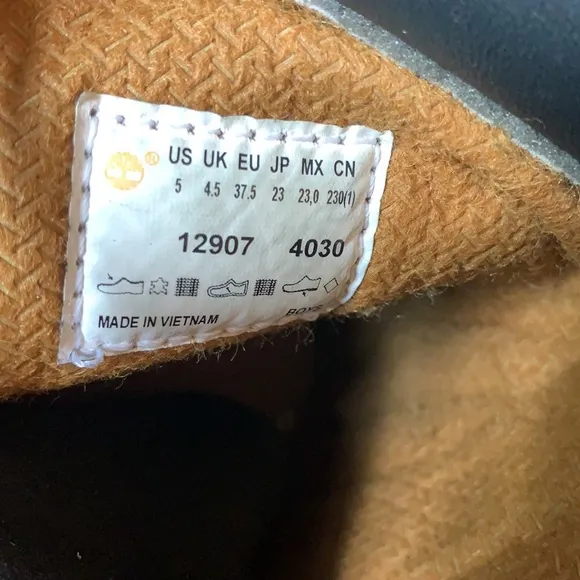 ® US UK EU JP MX CN
5 4.5 37.5 23 23,0 230(1)
12907 4030
MADE IN VIETNAM BOYS